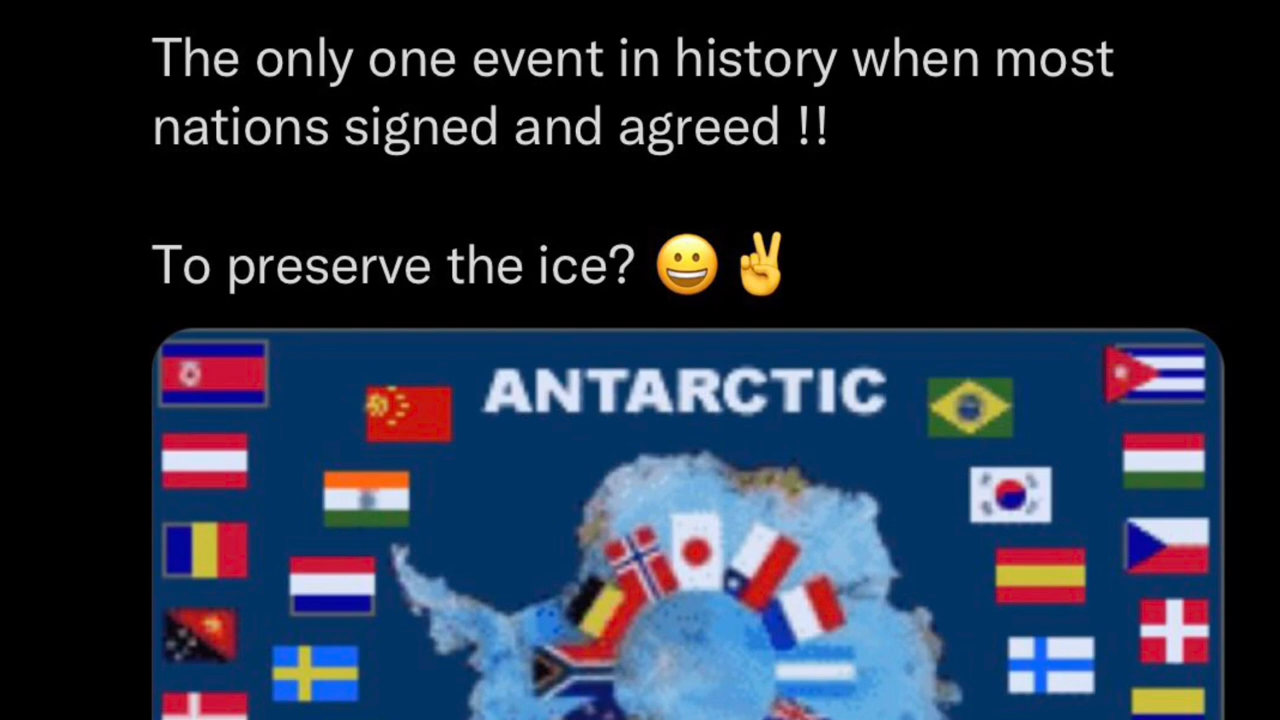 The only one event in history when most
nations signed and agreed !!
To preserve the ice? 😀✌️
ANTARCTIC